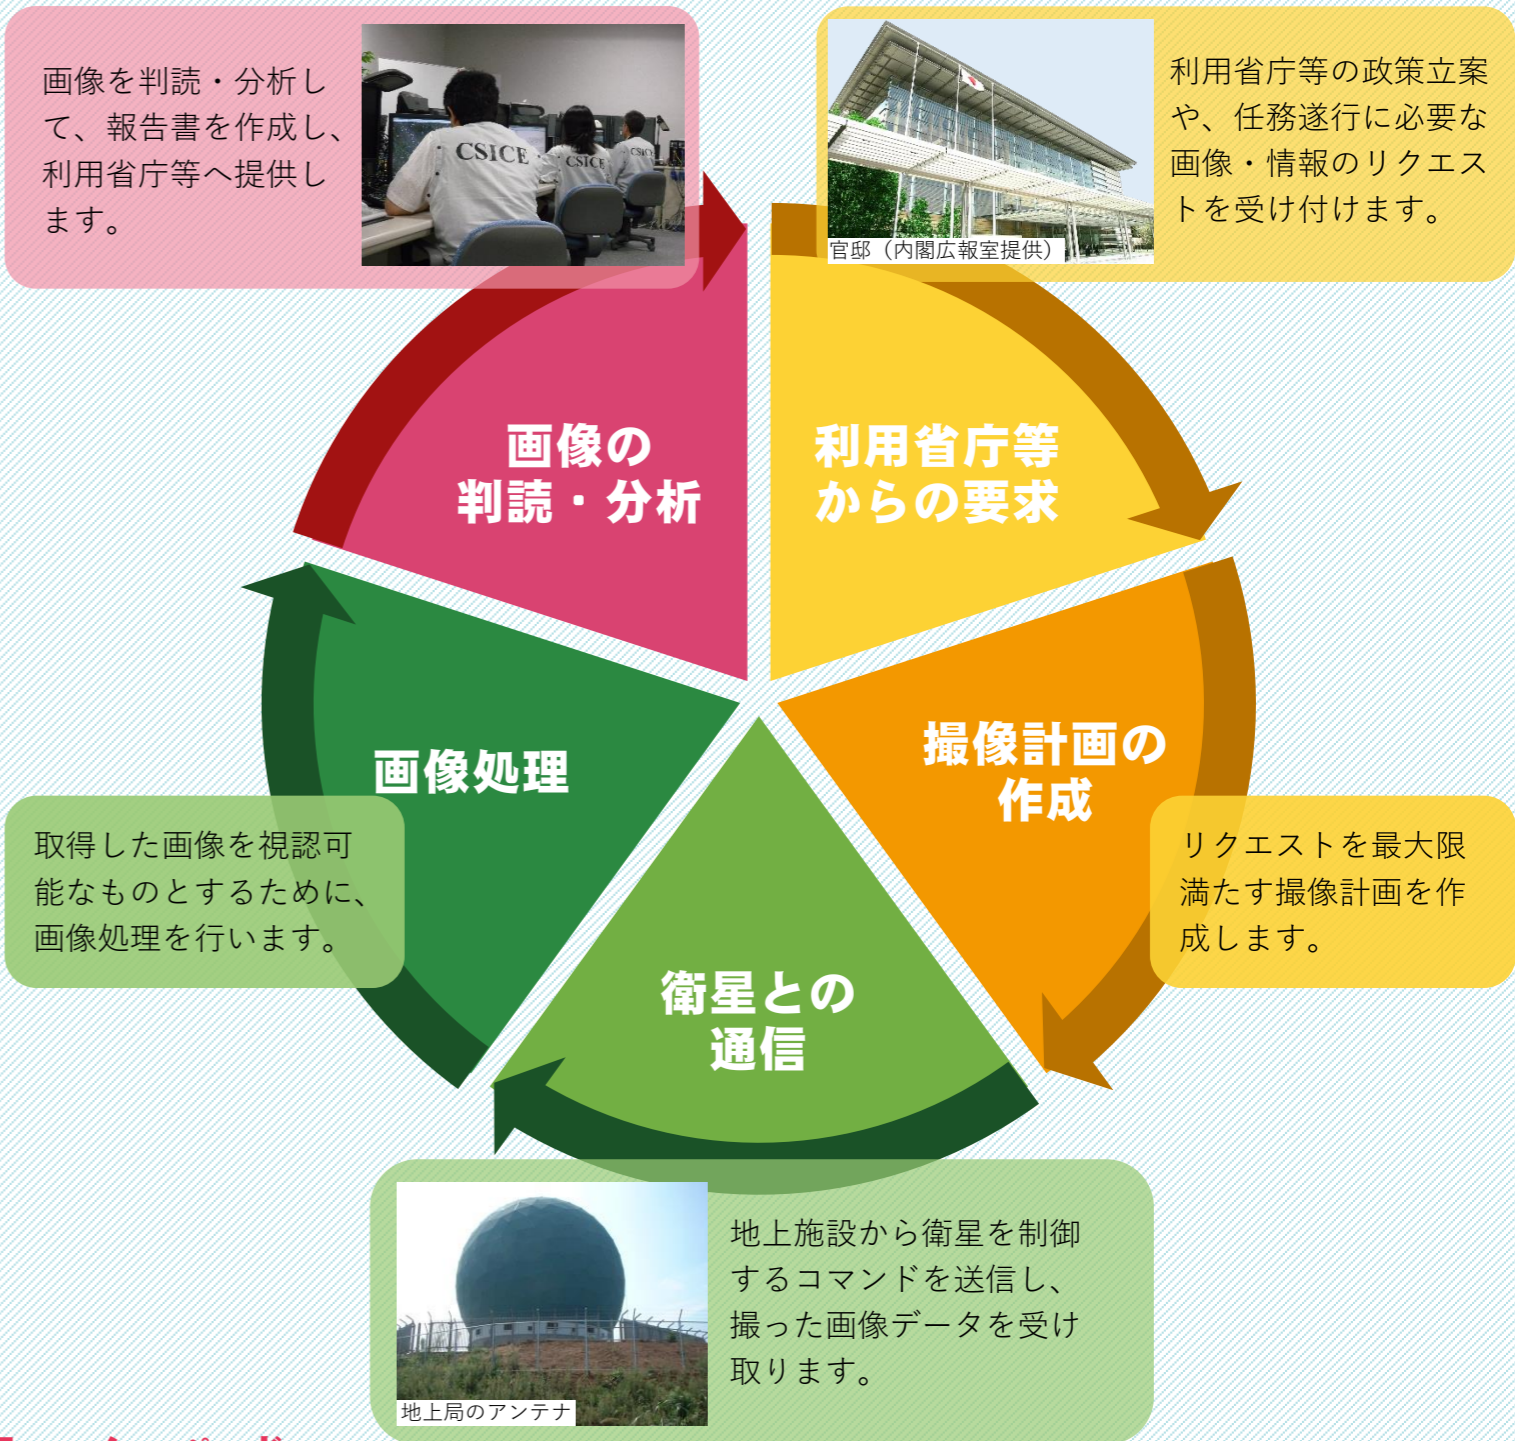 画像を判読・分析し
て、報告書を作成し、
利用省庁等へ提供し
ます。
CSICE
CSICE
CSICE
官邸（内閣広報室提供）
利用省庁等の政策立案
や、任務遂行に必要な
画像・情報のリクエス
トを受け付けます。
画像の
判読・分析
利用省庁等
からの要求
撮像計画の
作成
リクエストを最大限
満たす撮像計画を作
成します。
衛星との
通信
地上局のアンテナ
地上施設から衛星を制御
するコマンドを送信し、
撮った画像データを受け
取ります。
画像処理
取得した画像を視認可
能なものとするために、
画像処理を行います。